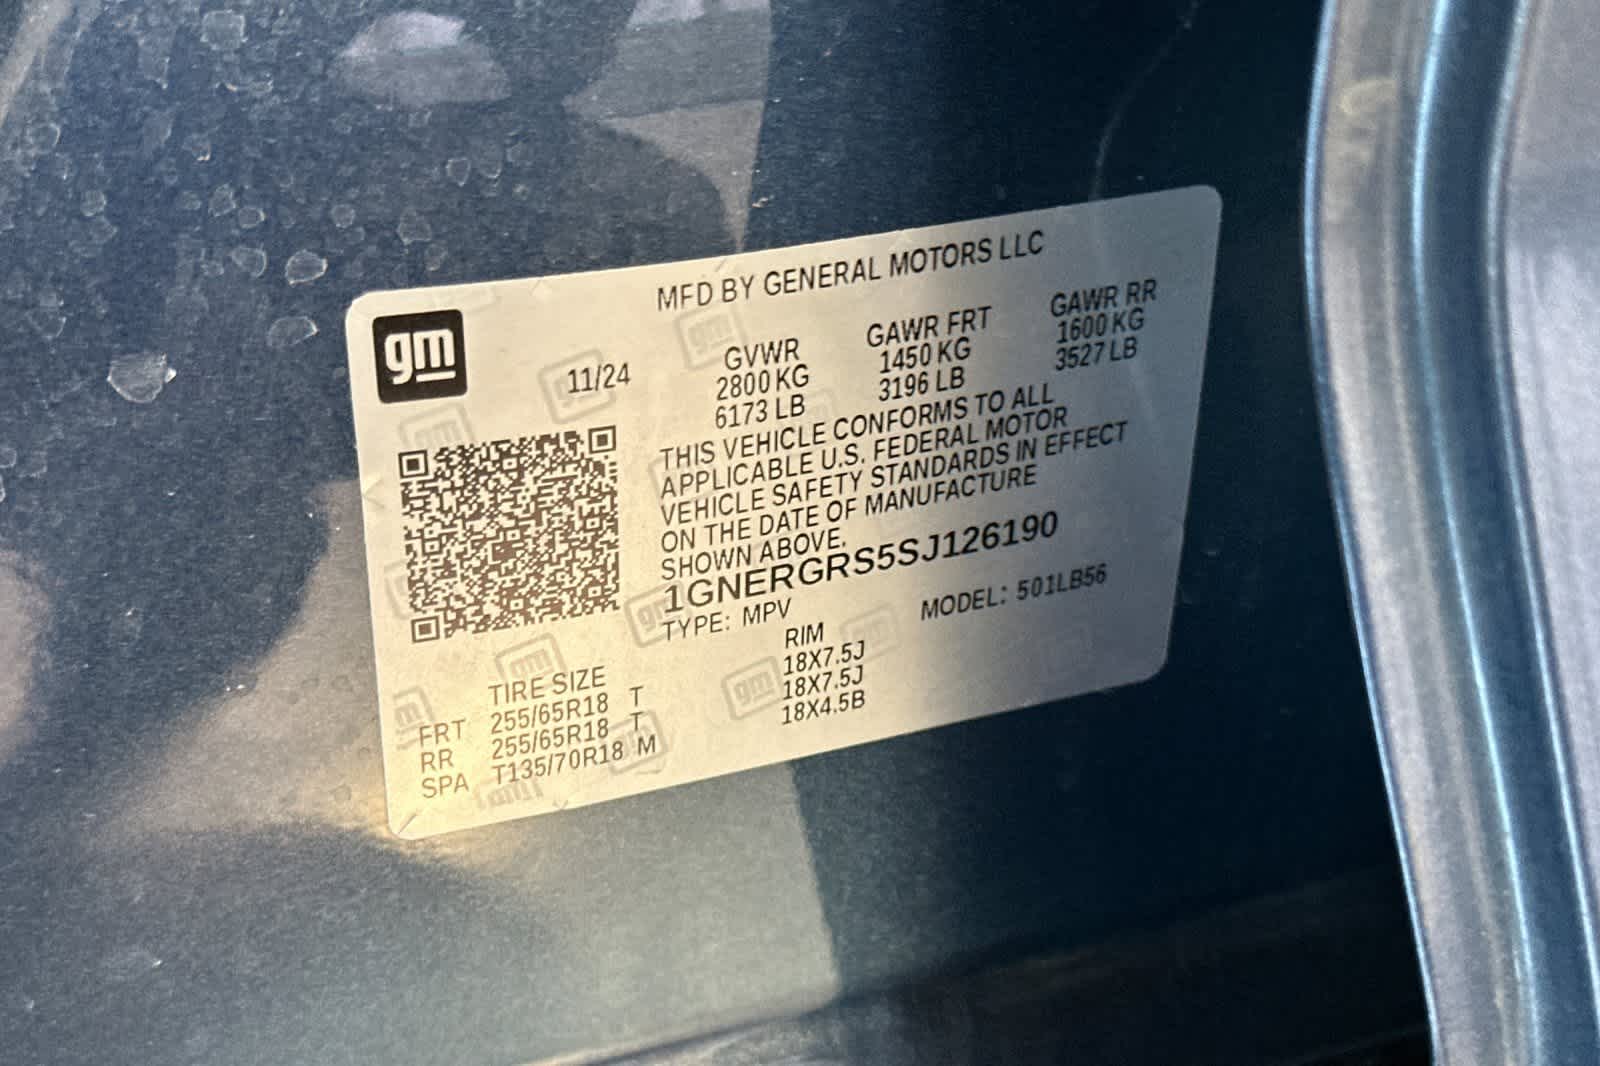 MFD BY GENERAL MOTORS LLC
gm
11/24
GVWR GAWR FRT GAWR RR
2800 KG 1450 KG 1600 KG
6173 LB 3196 LB 3527 LB
THIS VEHICLE CONFORMS TO ALL
APPLICABLE U.S. FEDERAL MOTOR
VEHICLE SAFETY STANDARDS IN EFFECT
ON THE DATE OF MANUFACTURE
SHOWN ABOVE.
1GNERGRS5SJ126190
TYPE: MPV MODEL: 501LB56
TIRE SIZE RIM
FRT 255/65R18 T 18X7.5J
RR 255/65R18 T 18X7.5J
SPA T135/70R18 M 18X4.5B